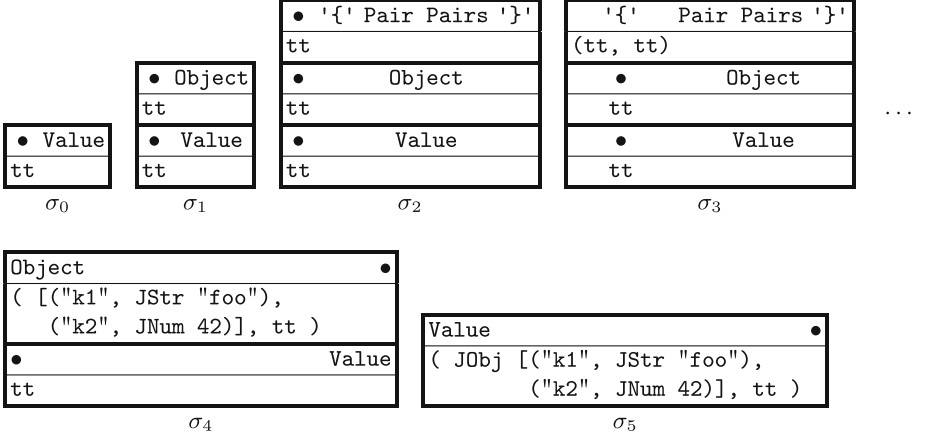 ● Value
tt
σ0
● Object
tt
● Value
tt
σ1
● '{' Pair Pairs '}'
tt
● Object
tt
● Value
tt
σ2
'{' Pair Pairs '}'
(tt, tt)
● Object
tt
● Value
tt
σ3
...
Object ●
( [("k1", JStr "foo"),
("k2", JNum 42)], tt )
● Value
tt
σ4
Value ●
( JObj [("k1", JStr "foo"),
("k2", JNum 42)], tt )
σ5